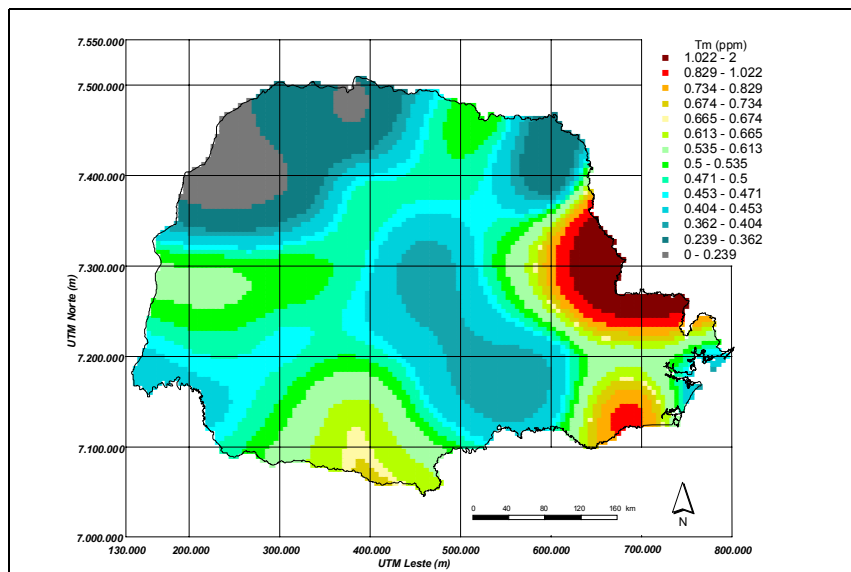 7.550.000
7.500.000
7.400.000
7.300.000
7.200.000
7.100.000
7.000.000
UTM Norte (m)
130.000 200.000 300.000 400.000 500.000 600.000 700.000 800.000
UTM Leste (m)
Tm (ppm)
1.022 - 2
0.829 - 1.022
0.734 - 0.829
0.674 - 0.734
0.665 - 0.674
0.613 - 0.665
0.535 - 0.613
0.5 - 0.535
0.471 - 0.5
0.453 - 0.471
0.404 - 0.453
0.362 - 0.404
0.239 - 0.362
0 - 0.239
0 40 80 120 160 km
N